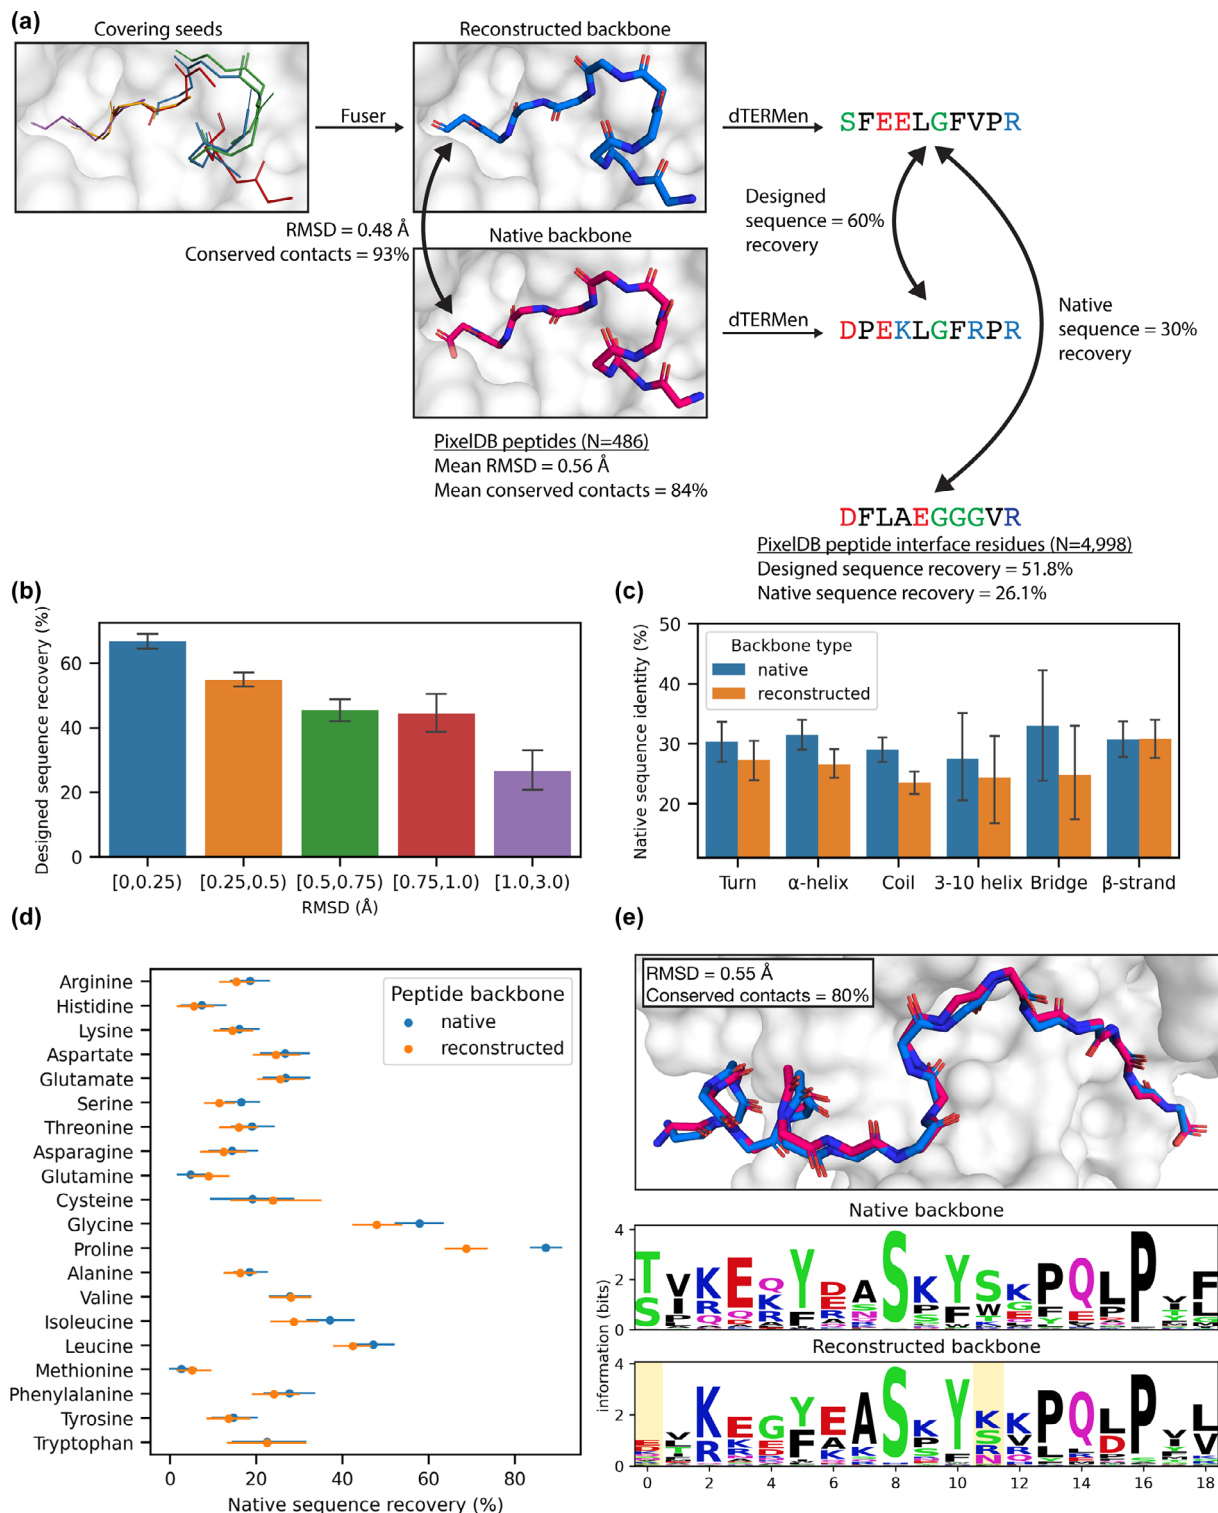 (a)
Covering seeds
Reconstructed backbone
Fuser
dTERMen
SFEELGFVPR
RMSD = 0.48 Å
Conserved contacts = 93%
Designed
sequence = 60%
recovery
Native backbone
dTERMen
DPEKLGFRPR
Native
sequence = 30%
recovery
PixelDB peptides (N=486)
Mean RMSD = 0.56 Å
Mean conserved contacts = 84%
DFLAEGGGVR
PixelDB peptide interface residues (N=4,998)
Designed sequence recovery = 51.8%
Native sequence recovery = 26.1%
(b)
Designed sequence recovery (%)
60
40
20
0
[0,0.25)
[0.25,0.5)
[0.5,0.75)
[0.75,1.0)
[1.0,3.0)
RMSD (Å)
(c)
Native sequence identity (%)
50
40
30
20
Backbone type
native
reconstructed
Turn
α-helix
Coil
3-10 helix
Bridge
β-strand
(d)
Arginine
Histidine
Lysine
Aspartate
Glutamate
Serine
Threonine
Asparagine
Glutamine
Cysteine
Glycine
Proline
Alanine
Valine
Isoleucine
Leucine
Methionine
Phenylalanine
Tyrosine
Tryptophan
Peptide backbone
native
reconstructed
0 20 40 60 80
Native sequence recovery (%)
(e)
RMSD = 0.55 Å
Conserved contacts = 80%
Native backbone
4
2
0
information (bits)
Reconstructed backbone
4
2
0
0 2 4 6 8 10 12 14 16 18